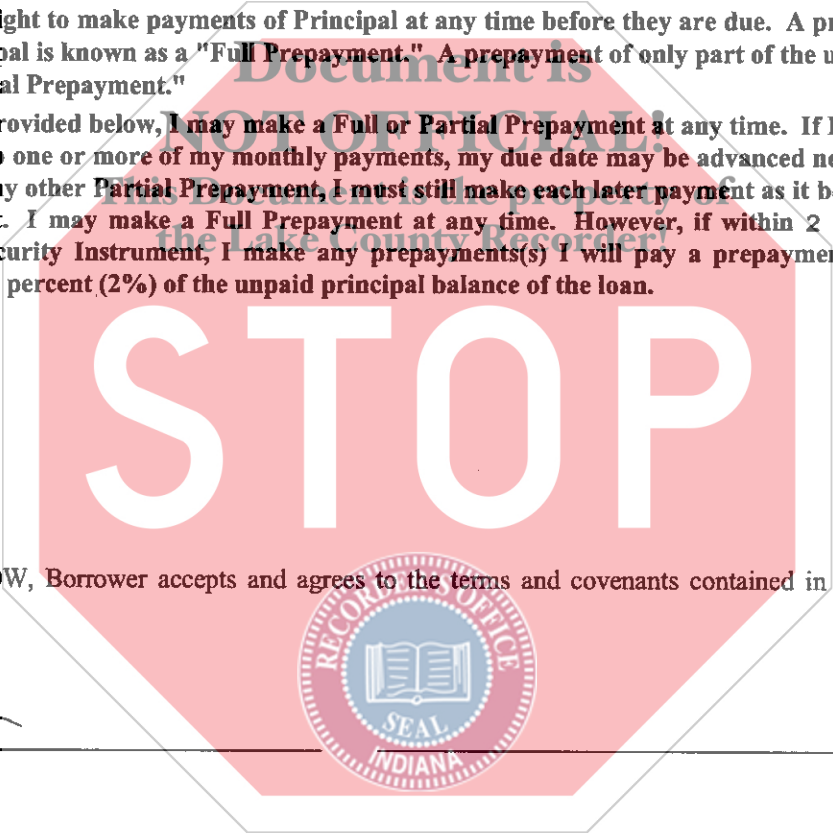 ight to make payments of Principal at any time before they are due. A pr
pal is known as a "Full Prepayment." A prepayment of only part of the u
al Prepayment."
Document is
NOT OFFICIAL!
rovided below, I may make a Full or Partial Prepayment at any time. If I
one or more of my monthly payments, my due date may be advanced no
y other Partial Prepayment, I must still make each later payment as it b
This Document is the property of
. I may make a Full Prepayment at any time. However, if within 2
the Lake County Recorder!
curity Instrument, I make any prepayments(s) I will pay a prepaymen
percent (2%) of the unpaid principal balance of the loan.
STOP
W, Borrower accepts and agrees to the terms and covenants contained in
RECORDER'S OFFICE
SEAL
INDIANA